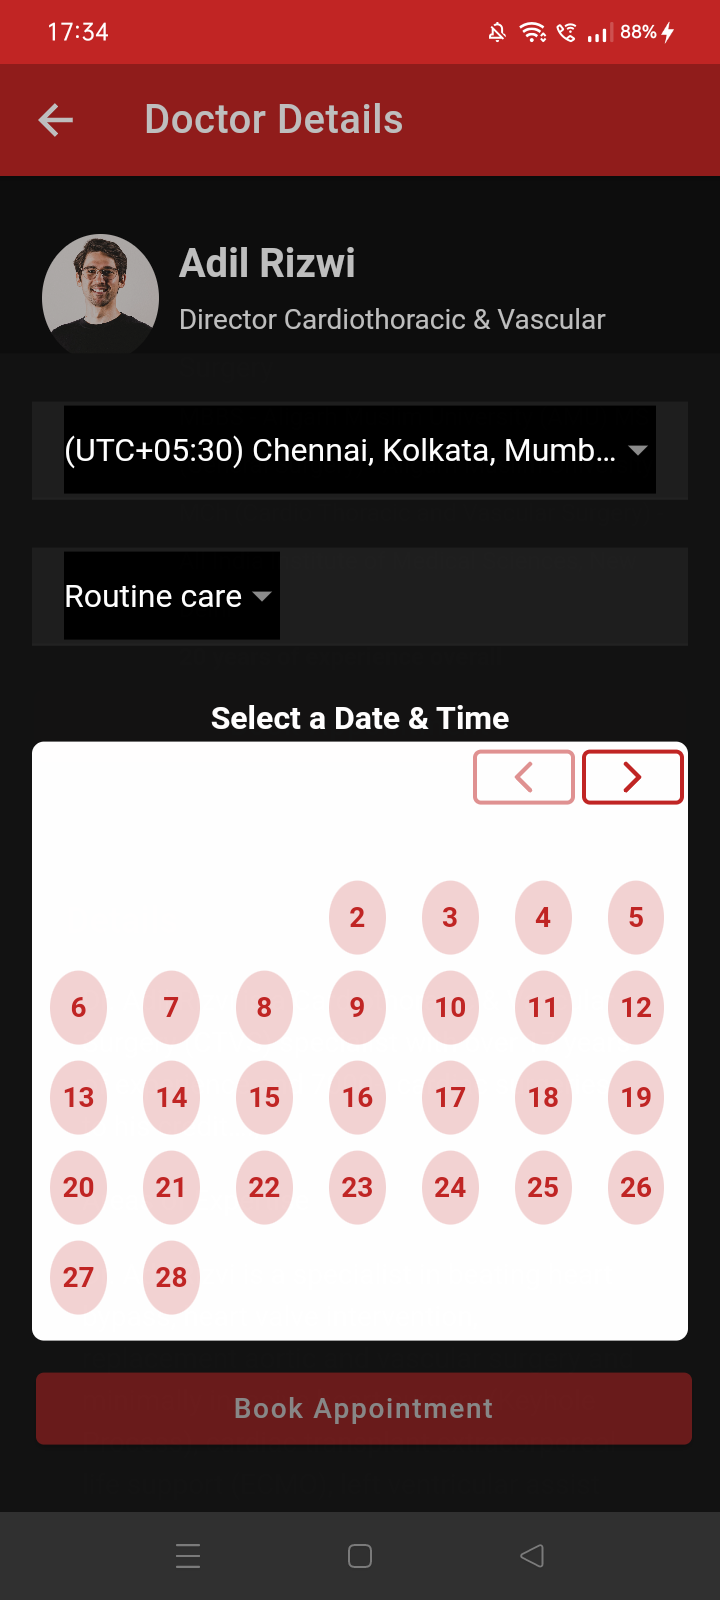 17:34
88%
Doctor Details
Adil Rizwi
Director Cardiothoracic & Vascular
(UTC+05:30) Chennai, Kolkata, Mumb...
Routine care
Select a Date & Time
2 3 4 5
6 7 8 9 10 11 12
13 14 15 16 17 18 19
20 21 22 23 24 25 26
27 28
Book Appointment